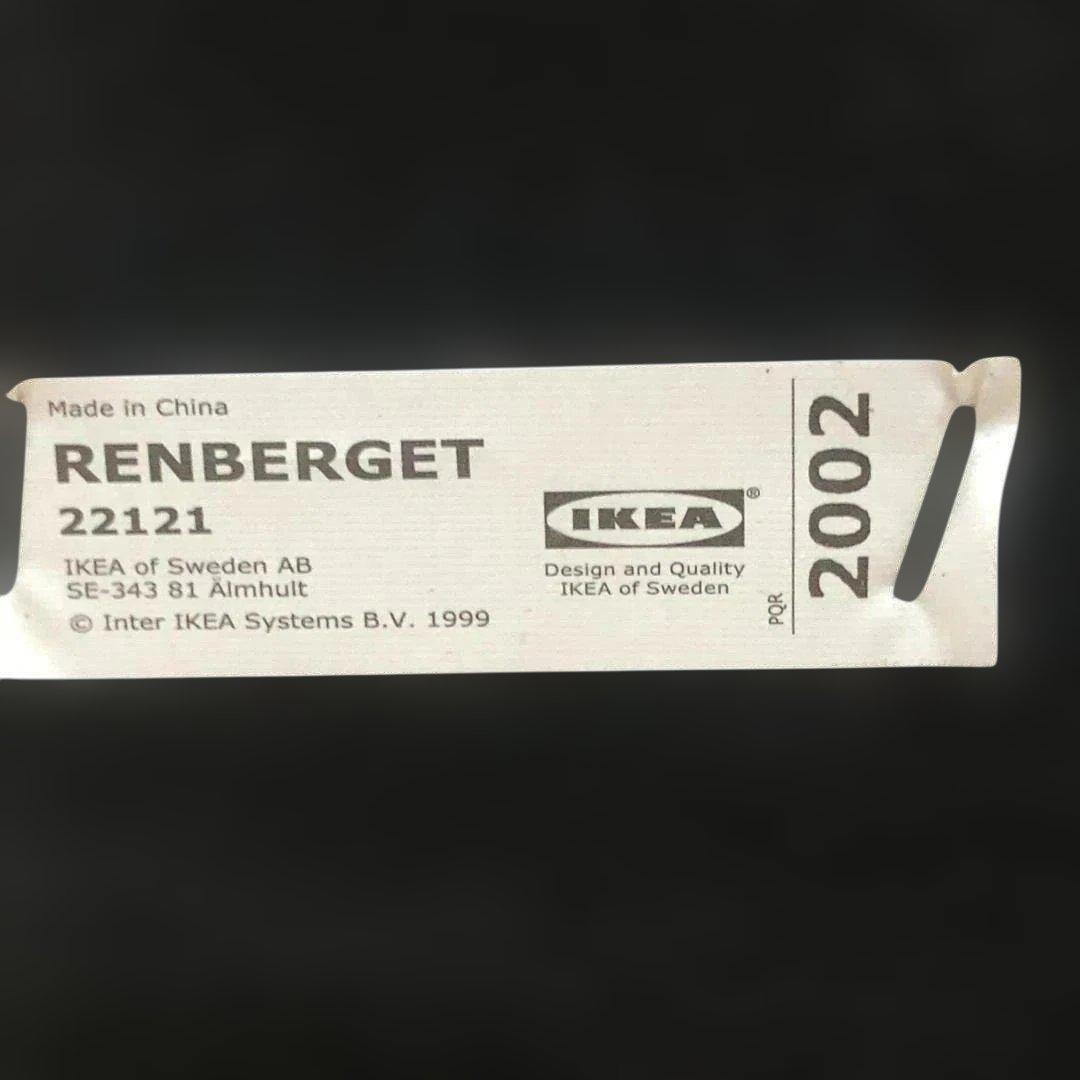 Made in China
RENBERGET
22121
IKEA of Sweden AB
SE-343 81 Älmhult
© Inter IKEA Systems B.V. 1999
IKEA®
Design and Quality
IKEA of Sweden
PQR
2002